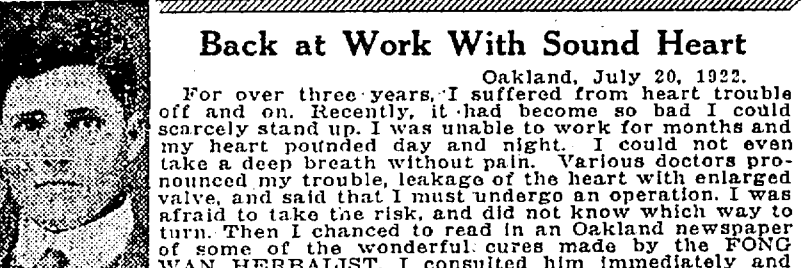 Back at Work With Sound Heart
Oakland, July 20, 1922.
For over three years, I suffered from heart trouble
off and on. Recently, it had become so bad I could
scarcely stand up. I was unable to work for months and
my heart pounded day and night. I could not even
take a deep breath without pain. Various doctors pro-
nounced my trouble, leakage of the heart with enlarged
valve, and said that I must undergo an operation. I was
afraid to take the risk, and did not know which way to
turn. Then I chanced to read in an Oakland newspaper
of some of the wonderful cures made by the FONG
WAN HERBALIST. I consulted him immediately and